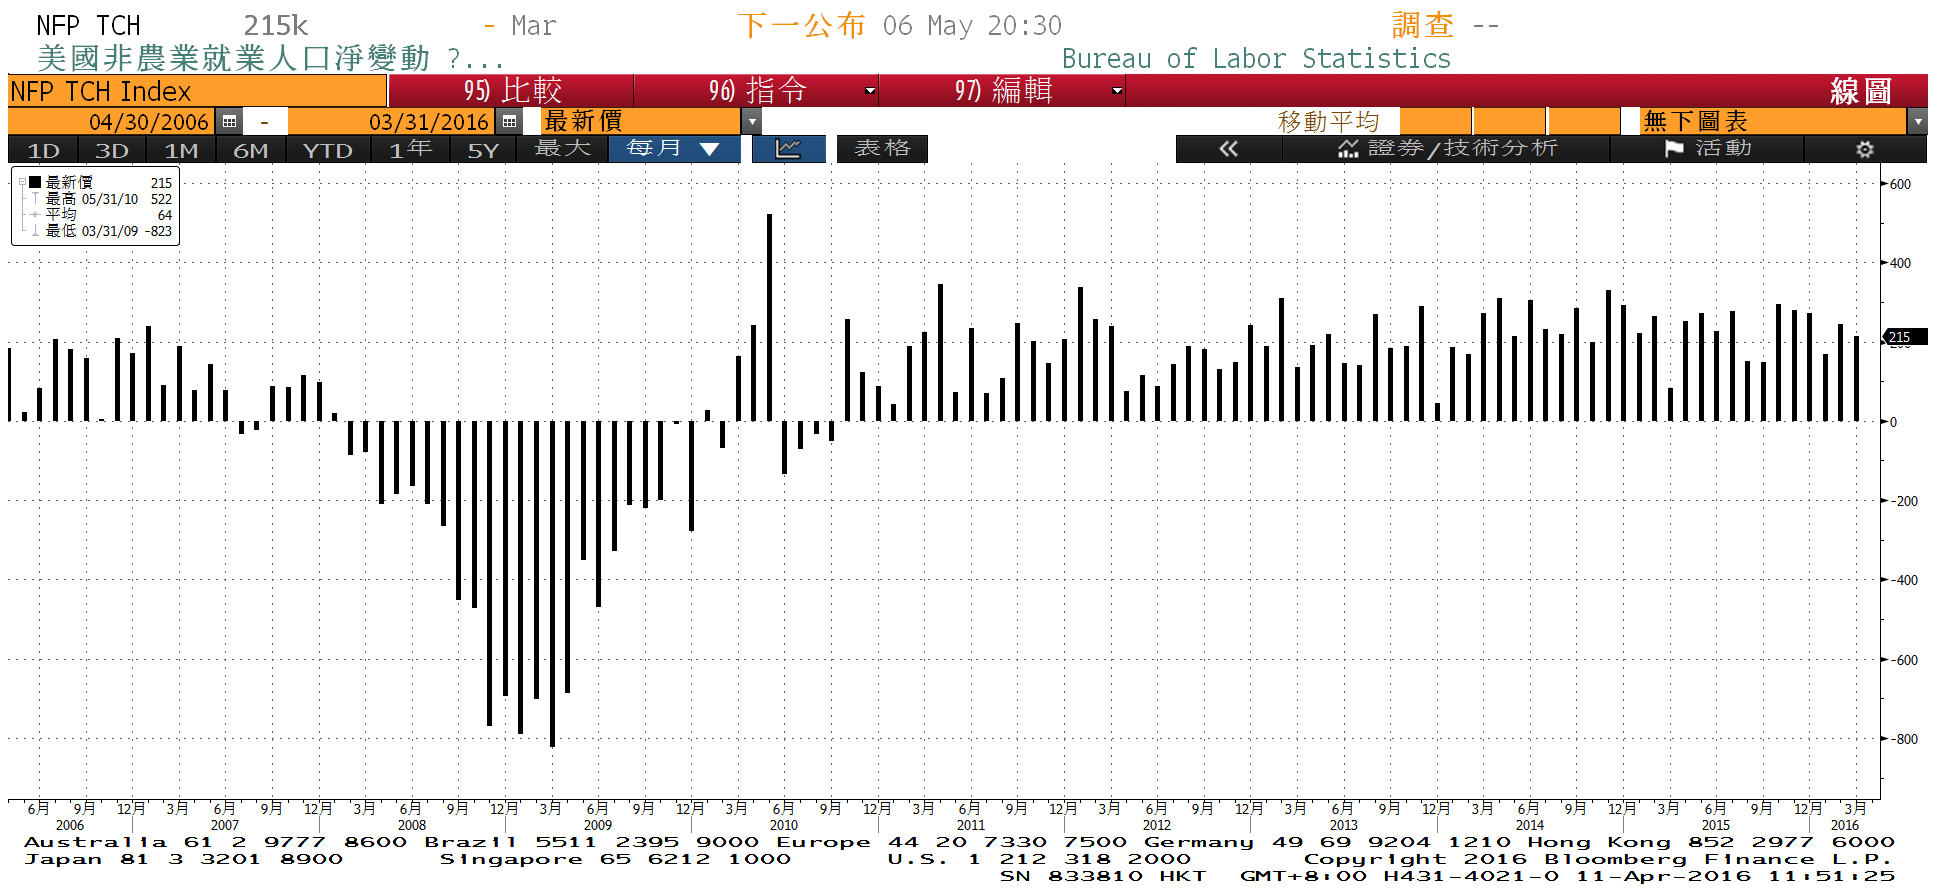 NFP TCH 215k - Mar 下一公布 06 May 20:30 調查 --
美國非農業就業人口淨變動 ?... Bureau of Labor Statistics
NFP TCH Index 95) 比較 96) 指令 97) 編輯 線圖
04/30/2006 - 03/31/2016 最新價 移動平均 無下圖表
1D 3D 1M 6M YTD 1年 5Y 最大 每月 ▼ 表格 « 證券/技術分析 活動
最新價 215
最高 05/31/10 522
平均 64
最低 03/31/09 -823
600
400
215
0
-200
-400
-600
-800
6月 9月 12月 3月 6月 9月 12月 3月 6月 9月 12月 3月 6月 9月 12月 3月 6月 9月 12月 3月 6月 9月 12月 3月 6月 9月 12月 3月 6月 9月 12月 3月 6月 9月 12月 3月 6月 9月 12月 3月
2006 2007 2008 2009 2010 2011 2012 2013 2014 2015 2016
Australia 61 2 9777 8600 Brazil 5511 2395 9000 Europe 44 20 7330 7500 Germany 49 69 9204 1210 Hong Kong 852 2977 6000
Japan 81 3 3201 8900 Singapore 65 6212 1000 U.S. 1 212 318 2000 Copyright 2016 Bloomberg Finance L.P.
SN 833810 HKT GMT+8:00 H431-4021-0 11-Apr-2016 11:51:25